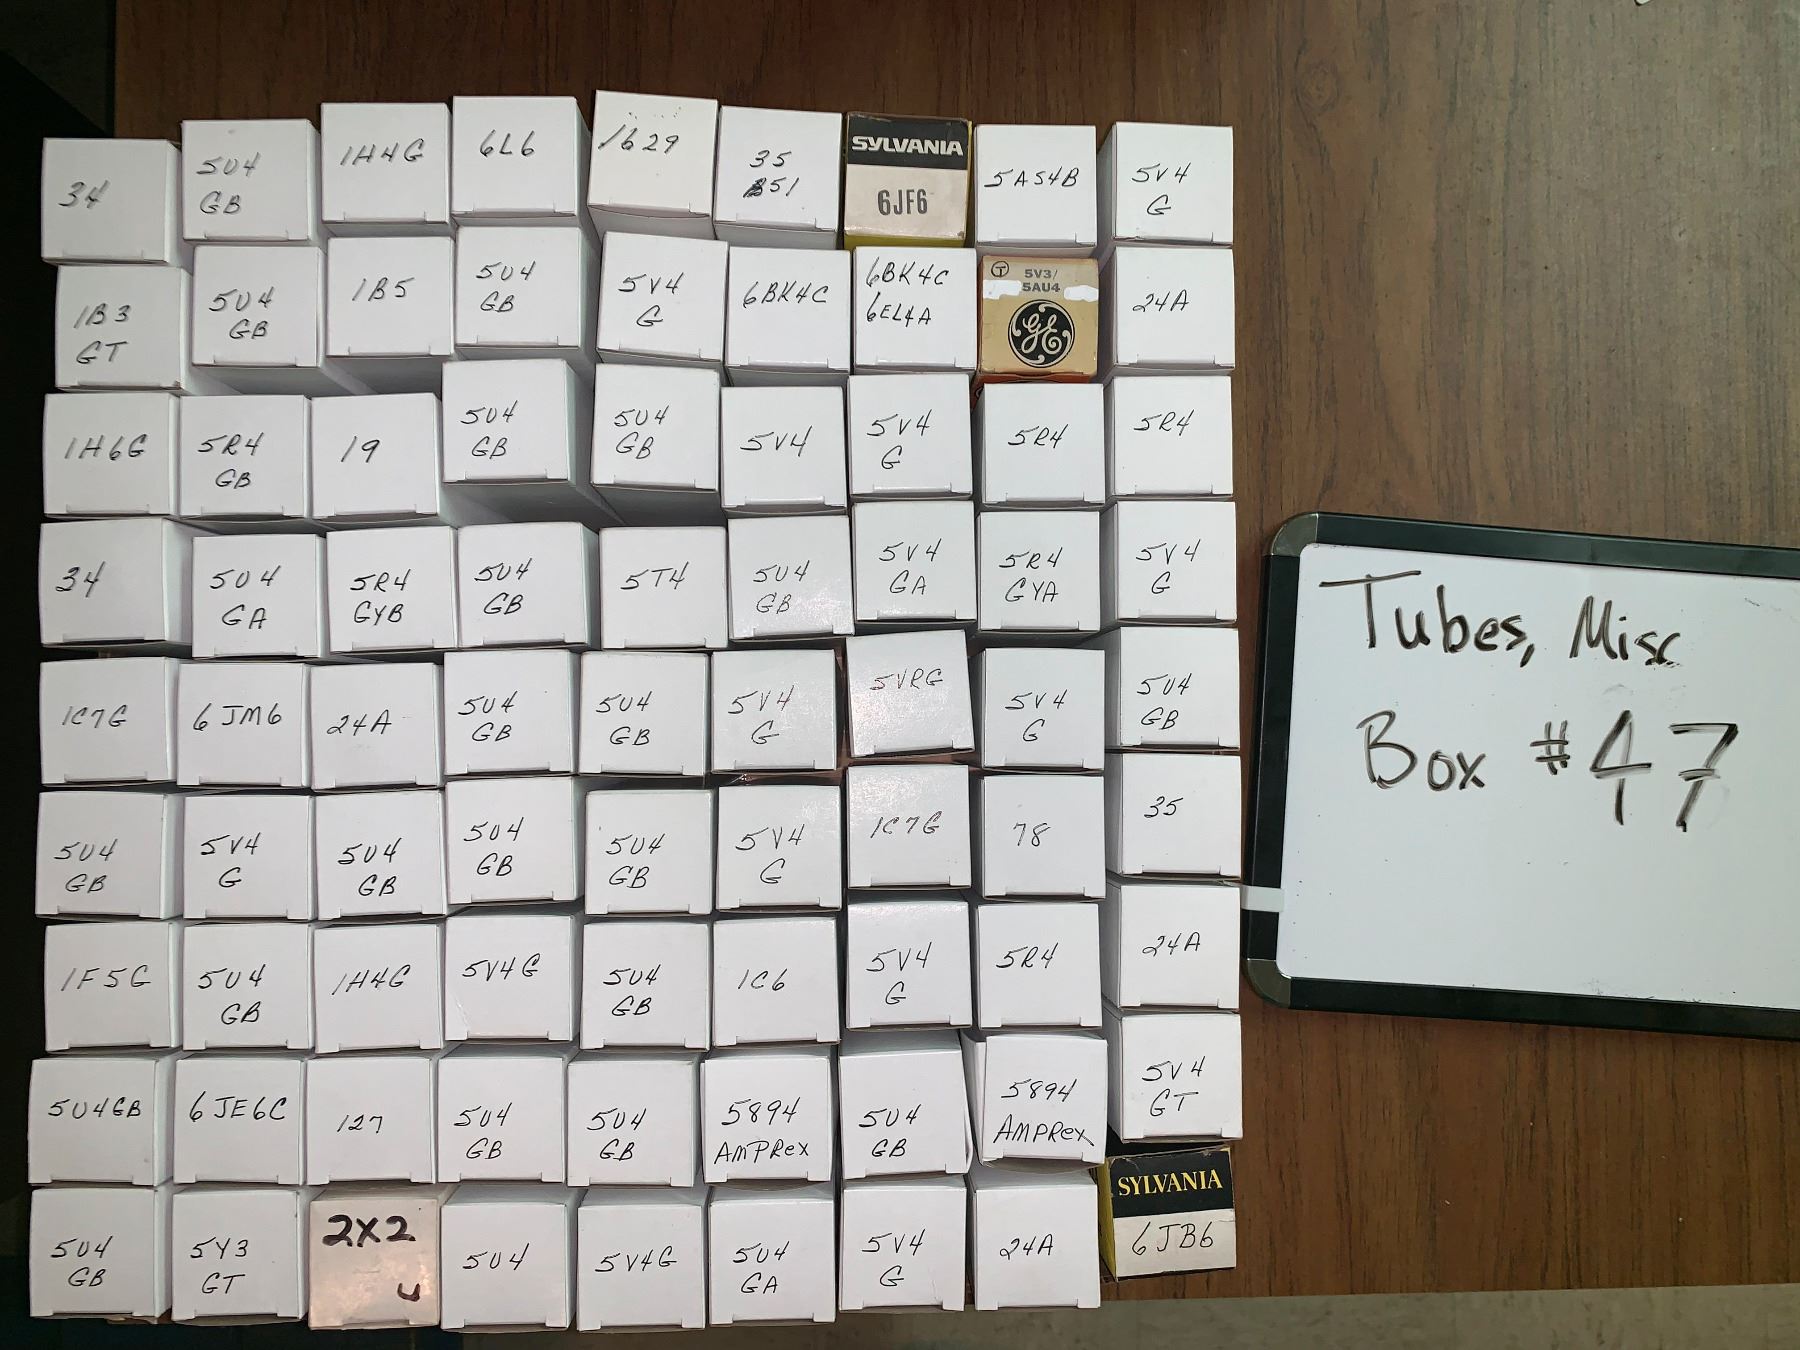 34
5U4
GB
1H4G
6L6
1629
35
51
SYLVANIA
6JF6
5AS4B
5V4
G
1B3
GT
5U4
GB
1B5
5U4
GB
5V4
G
6BK4C
6BK4C
6EL4A
T
5V3/
5AU4
GE
24A
1H6G
5R4
GB
19
5U4
GB
5U4
GB
5V4
5V4
G
5R4
5R4
34
5U4
GA
5R4
GYB
5U4
GB
5T4
5U4
GB
5V4
GA
5R4
GYA
5V4
G
1C7G
6JM6
24A
5U4
GB
5U4
GB
5V4
G
5VRG
5V4
G
5U4
GB
5U4
GB
5V4
G
5U4
GB
5U4
GB
5U4
GB
5V4
G
1C7G
78
35
1F5G
5U4
GB
1H4G
5V4G
5U4
GB
1C6
5V4
G
5R4
24A
5U4GB
6JE6C
127
5U4
GB
5U4
GB
5894
AMPRex
5U4
GB
5894
AMPRex
5V4
GT
5U4
GB
5Y3
GT
2X2
U
5U4
5V4G
5U4
GA
5V4
G
24A
SYLVANIA
6JB6
Tubes, Misc
Box #47